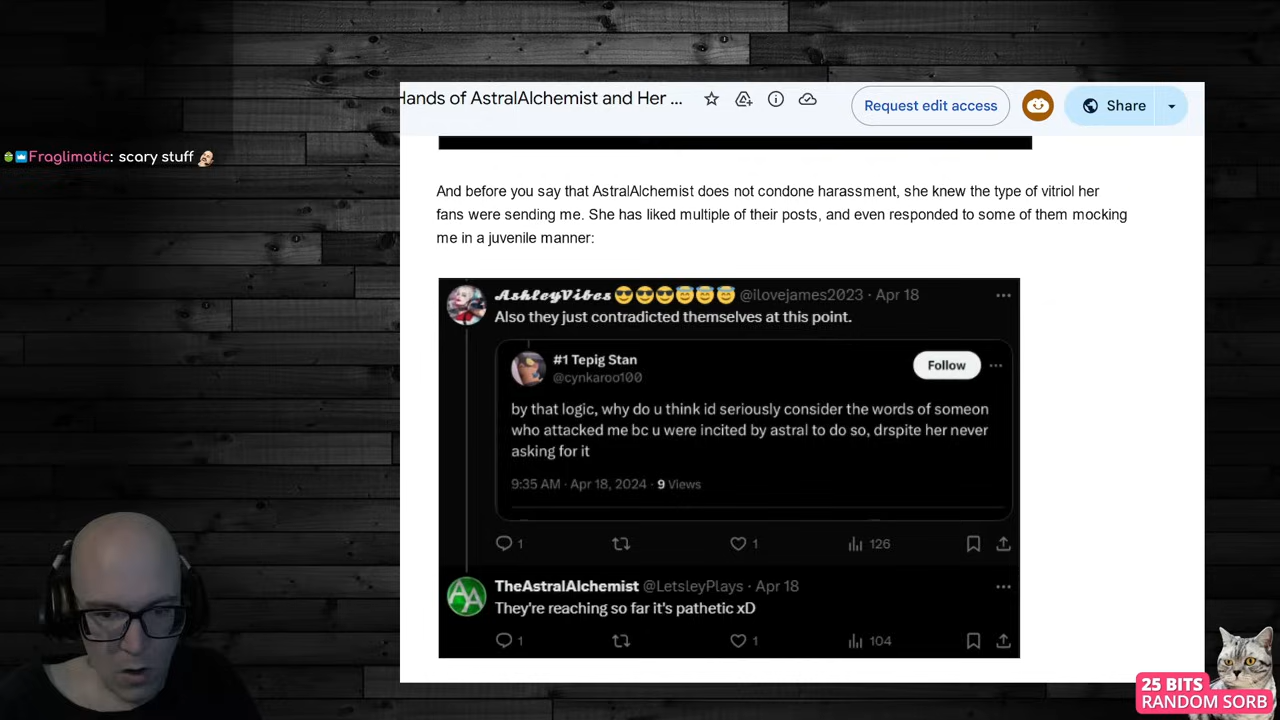 Hands of AstralAlchemist and Her ...
Request edit access
Share
Fraglimatic: scary stuff
And before you say that AstralAlchemist does not condone harassment, she knew the type of vitriol her
fans were sending me. She has liked multiple of their posts, and even responded to some of them mocking
me in a juvenile manner:
AshleyVibes 😎😎😎😇😇😇 @ilovejames2023 · Apr 18
Also they just contradicted themselves at this point.
#1 Tepig Stan
@cynkaroo100
Follow
by that logic, why do u think id seriously consider the words of someon
who attacked me bc u were incited by astral to do so, drspite her never
asking for it
9:35 AM · Apr 18, 2024 · 9 Views
1 1 126
AA
TheAstralAlchemist @LetsleyPlays · Apr 18
They're reaching so far it's pathetic xD
1 1 104
25 BITS
RANDOM SORB